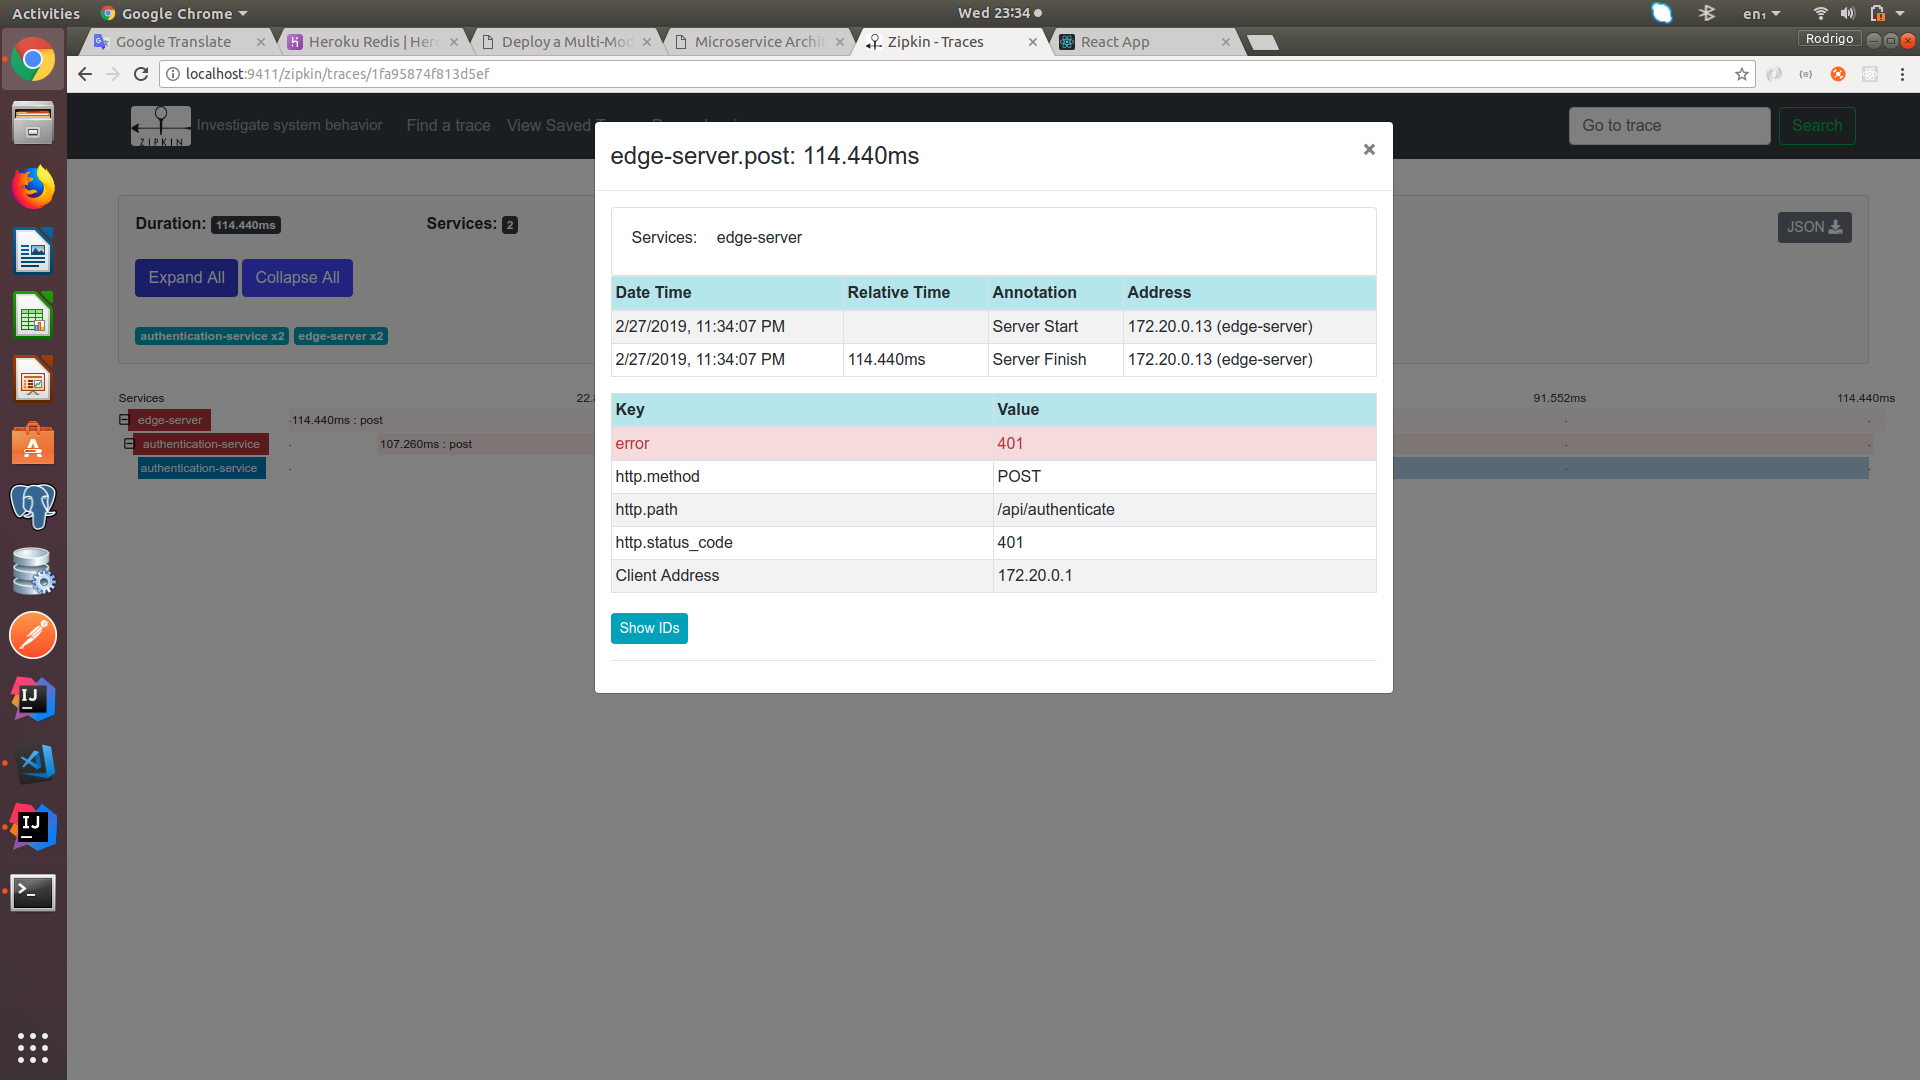 Activities Google Chrome Wed 23:34 en₁
Google Translate Heroku Redis | Her Deploy a Multi-Mod Microservice Archit Zipkin - Traces React App Rodrigo
localhost:9411/zipkin/traces/1fa95874f813d5ef
ZIPKIN Investigate system behavior Find a trace View Saved Go to trace Search
edge-server.post: 114.440ms ×
Duration: 114.440ms Services: 2 JSON
Expand All Collapse All
authentication-service x2 edge-server x2
Services: edge-server
Date Time Relative Time Annotation Address
2/27/2019, 11:34:07 PM Server Start 172.20.0.13 (edge-server)
2/27/2019, 11:34:07 PM 114.440ms Server Finish 172.20.0.13 (edge-server)
Services 22. 91.552ms 114.440ms
edge-server ·114.440ms : post
authentication-service 107.260ms : post
authentication-service
Key Value
error 401
http.method POST
http.path /api/authenticate
http.status_code 401
Client Address 172.20.0.1
Show IDs